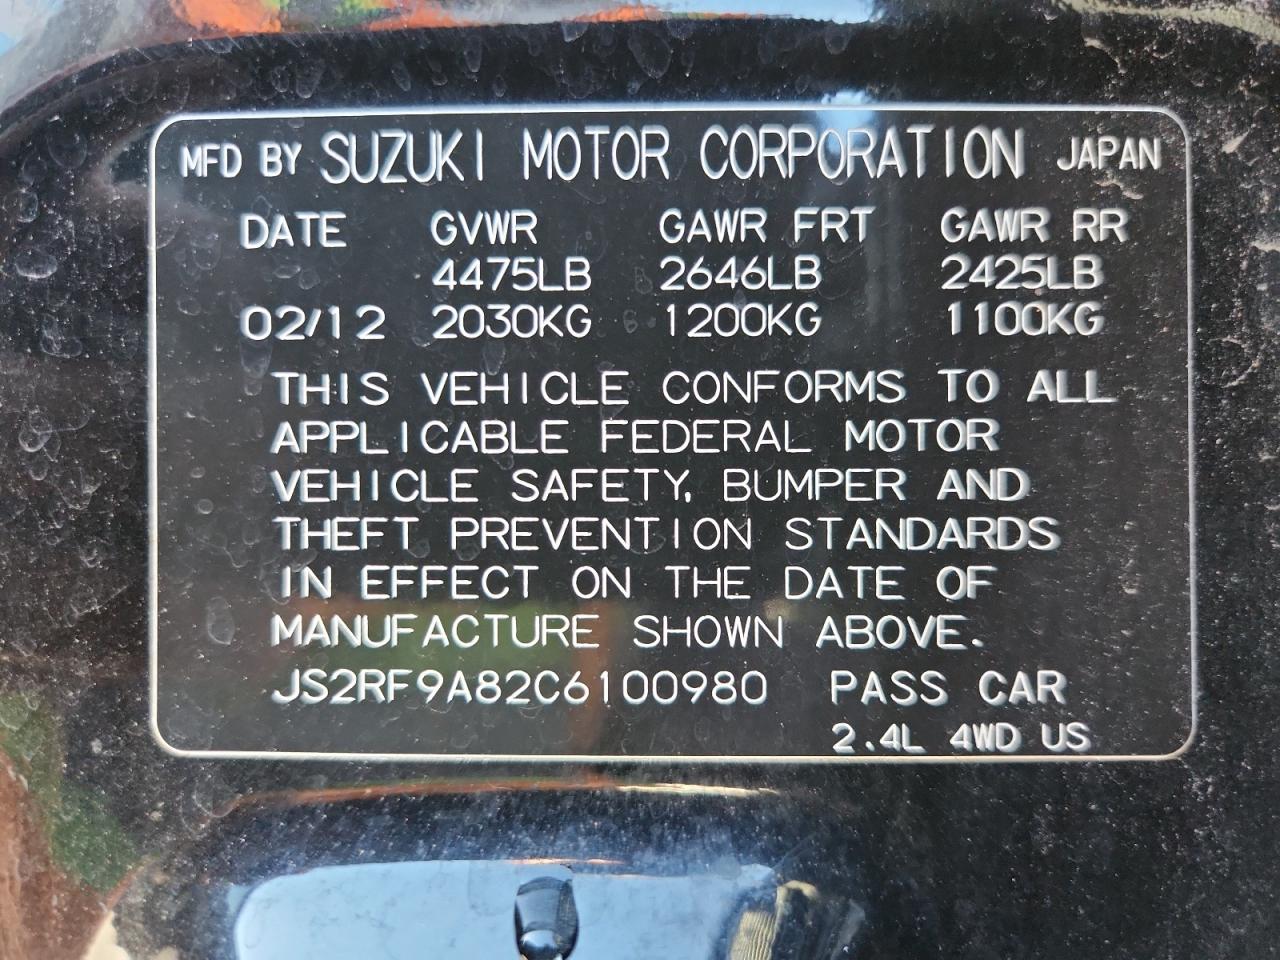 MFD BY SUZUKI MOTOR CORPORATION JAPAN
DATE GVWR GAWR FRT GAWR RR
4475LB 2646LB 2425LB
02/12 2030KG 1200KG 1100KG
THIS VEHICLE CONFORMS TO ALL
APPLICABLE FEDERAL MOTOR
VEHICLE SAFETY, BUMPER AND
THEFT PREVENTION STANDARDS
IN EFFECT ON THE DATE OF
MANUFACTURE SHOWN ABOVE.
JS2RF9A82C6100980 PASS CAR
2.4L 4WD US